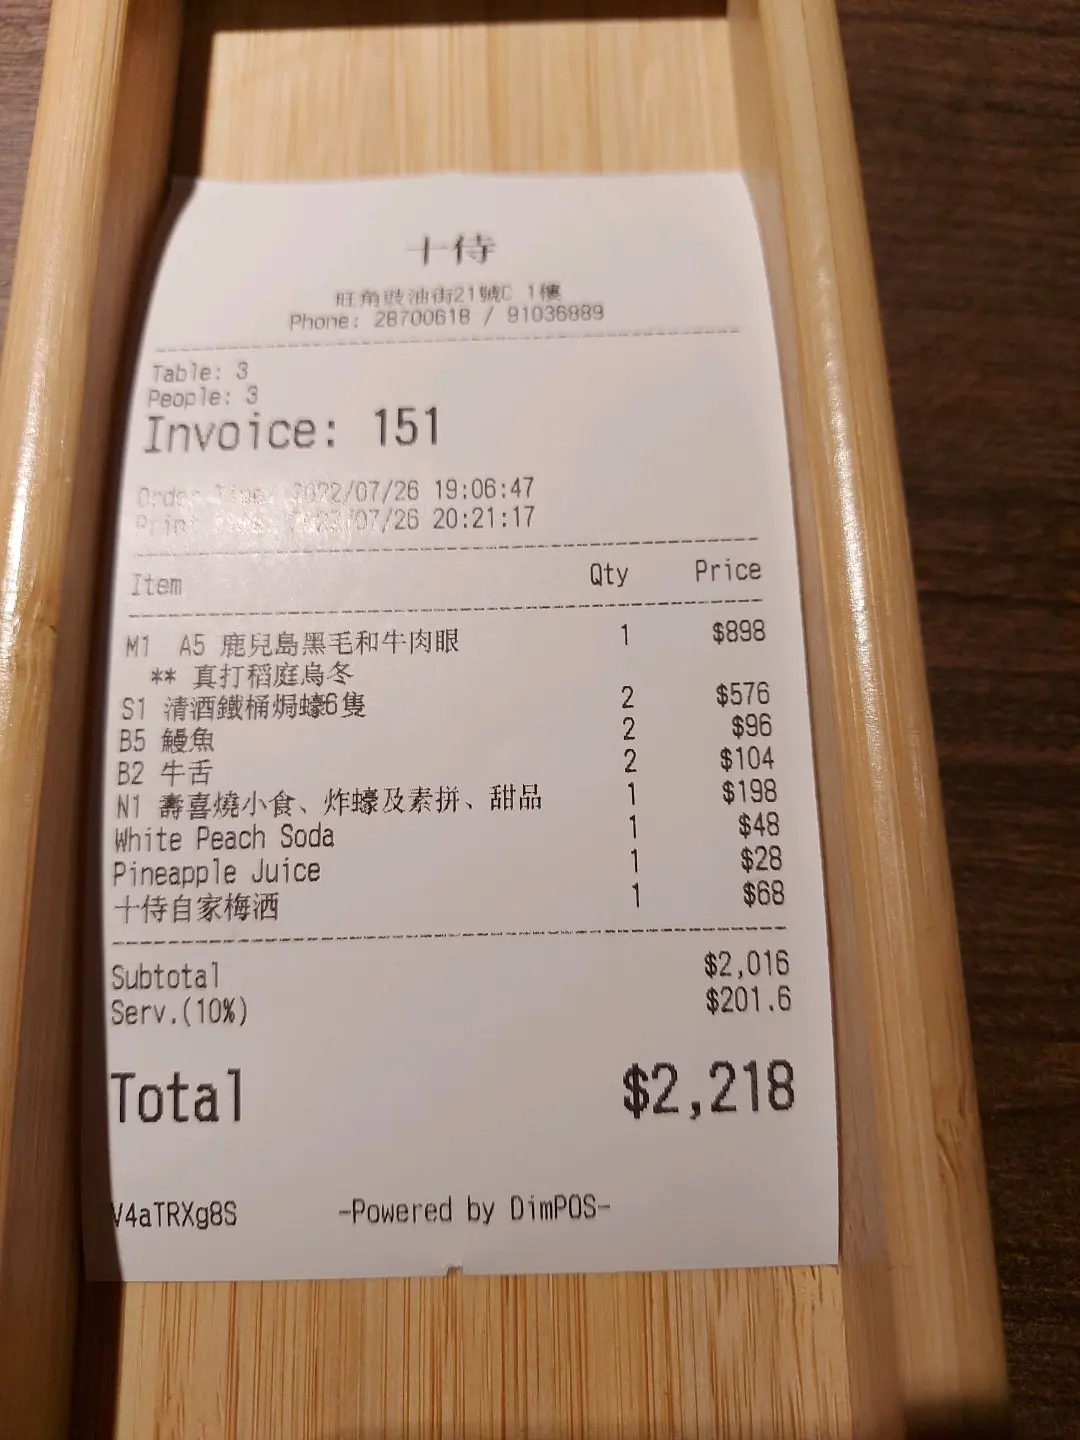 十侍
旺角豉油街21號C 1樓
Phone: 28700618 / 91036889
Table: 3
People: 3
Invoice: 151
Order Time: 2022/07/26 19:06:47
Print Time: 2022/07/26 20:21:17
Item Qty Price
M1 A5 鹿兒島黑毛和牛肉眼 1 $898
** 真打稻庭烏冬
S1 清酒鐵桶焗蠔6隻 2 $576
B5 鰻魚 2 $96
B2 牛舌 2 $104
N1 壽喜燒小食、炸蠔及素拼、甜品 1 $198
White Peach Soda 1 $48
Pineapple Juice 1 $28
十侍自家梅酒 1 $68
Subtotal $2,016
Serv.(10%) $201.6
Total $2,218
V4aTRXg8S -Powered by DimPOS-